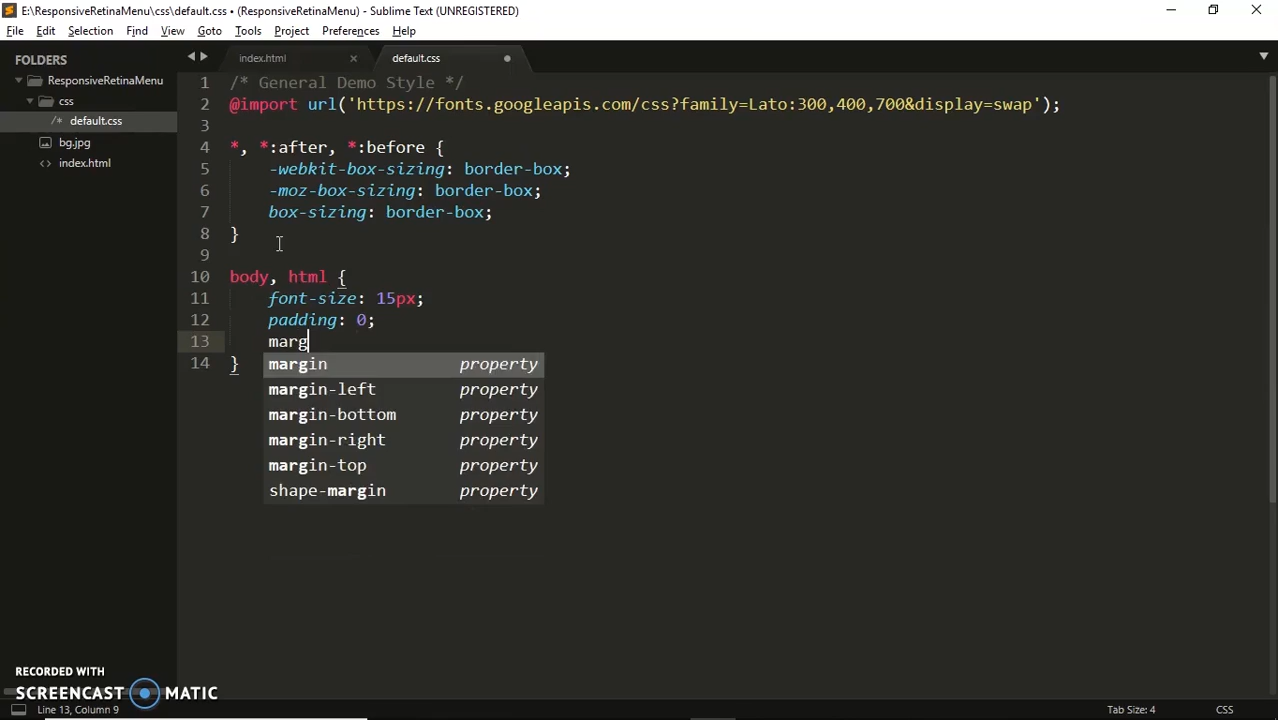 E:\ResponsiveRetinaMenu\css\default.css • (ResponsiveRetinaMenu) - Sublime Text (UNREGISTERED)
File Edit Selection Find View Goto Tools Project Preferences Help
FOLDERS
ResponsiveRetinaMenu
css
/* default.css
bg.jpg
<> index.html
index.html × default.css
1 /* General Demo Style */
2 @import url('https://fonts.googleapis.com/css?family=Lato:300,400,700&display=swap');
3
4 *, *:after, *:before {
5 -webkit-box-sizing: border-box;
6 -moz-box-sizing: border-box;
7 box-sizing: border-box;
8 }
9
10 body, html {
11 font-size: 15px;
12 padding: 0;
13 marg
14 }
margin property
margin-left property
margin-bottom property
margin-right property
margin-top property
shape-margin property
RECORDED WITH
SCREENCAST MATIC
Line 13, Column 9
Tab Size: 4
CSS